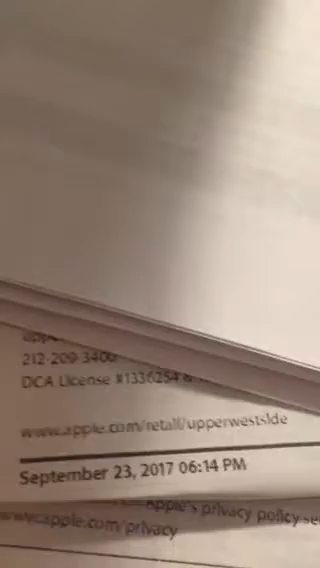 212-209-3400
DCA License #1336254 &
www.apple.com/retail/upperwestside
September 23, 2017 06:14 PM
Apple's privacy policy
www.apple.com/privacy